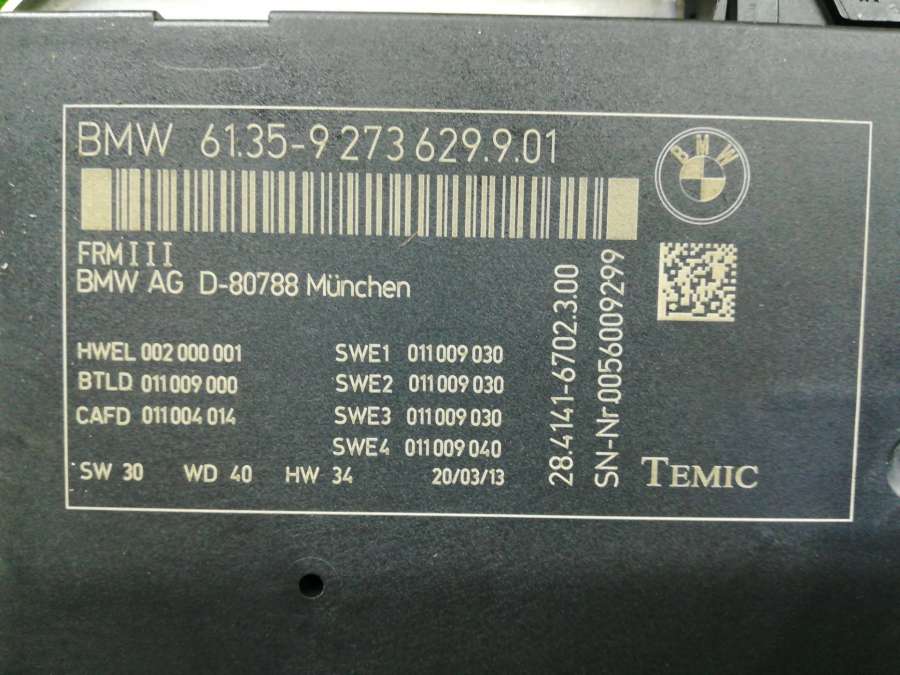 BMW 61.35-9 273 629.9.01
BMW
FRMIII
BMW AG D-80788 München
HWEL 002 000 001
BTLD 011 009 000
CAFD 011 004 014
SWE1 011 009 030
SWE2 011 009 030
SWE3 011 009 030
SWE4 011 009 040
SW 30 WD 40 HW 34 20/03/13
28.4141-6702.3.00
SN-Nr.0056009299
TEMIC